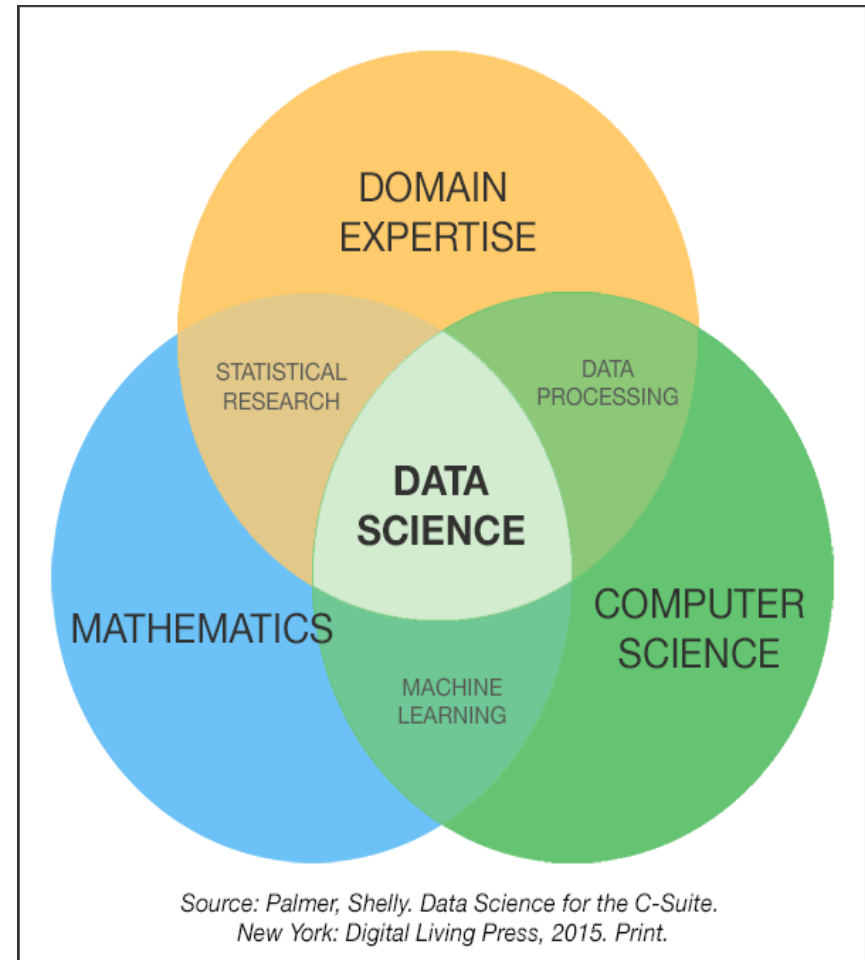 DOMAIN
EXPERTISE
STATISTICAL
RESEARCH
DATA
PROCESSING
DATA
SCIENCE
MATHEMATICS
COMPUTER
SCIENCE
MACHINE
LEARNING
Source: Palmer, Shelly. Data Science for the C-Suite.
New York: Digital Living Press, 2015. Print.